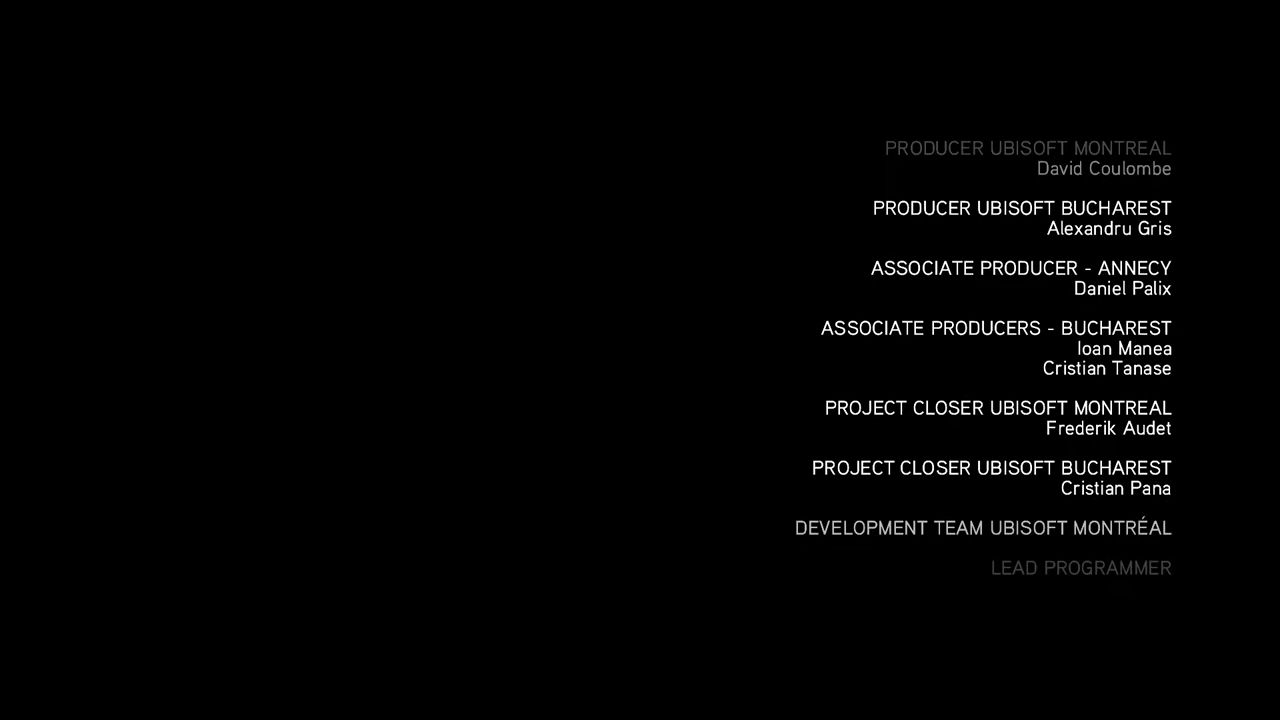 PRODUCER UBISOFT MONTREAL
David Coulombe
PRODUCER UBISOFT BUCHAREST
Alexandru Gris
ASSOCIATE PRODUCER - ANNECY
Daniel Palix
ASSOCIATE PRODUCERS - BUCHAREST
Ioan Manea
Cristian Tanase
PROJECT CLOSER UBISOFT MONTREAL
Frederik Audet
PROJECT CLOSER UBISOFT BUCHAREST
Cristian Pana
DEVELOPMENT TEAM UBISOFT MONTRÉAL
LEAD PROGRAMMER